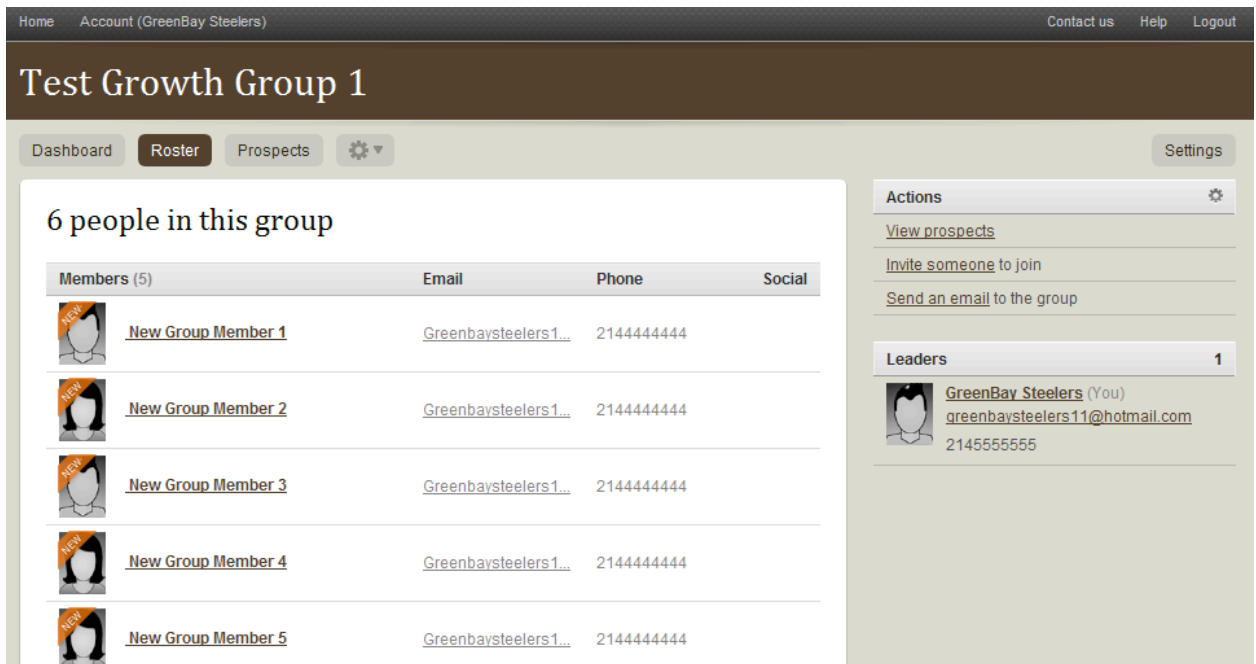 Home Account (GreenBay Steelers) Contact us Help Logout
Test Growth Group 1
Dashboard Roster Prospects Settings
6 people in this group
Members (5) Email Phone Social
NEW New Group Member 1 Greenbaysteelers1... 2144444444
NEW New Group Member 2 Greenbaysteelers1... 2144444444
NEW New Group Member 3 Greenbaysteelers1... 2144444444
NEW New Group Member 4 Greenbaysteelers1... 2144444444
NEW New Group Member 5 Greenbaysteelers1... 2144444444
Actions
View prospects
Invite someone to join
Send an email to the group
Leaders 1
GreenBay Steelers (You)
greenbaysteelers11@hotmail.com
2145555555